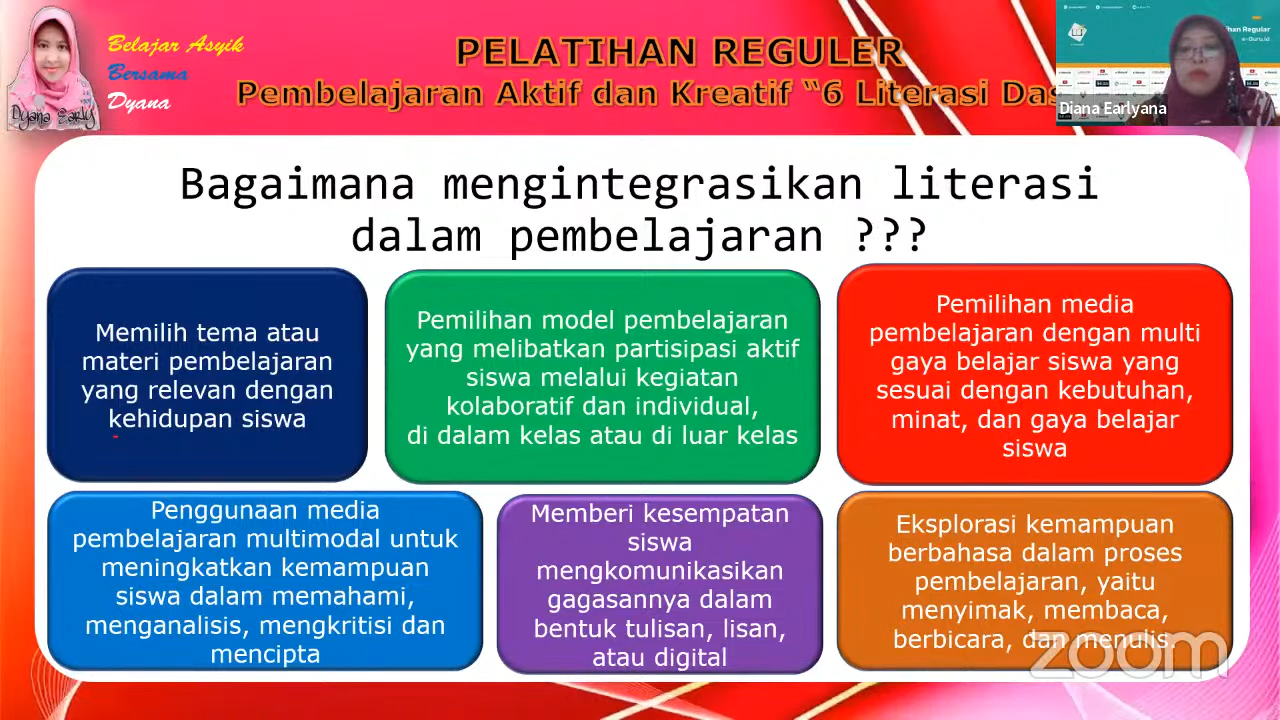 Belajar Asyik
Bersama
Dyana
Dyana Early
PELATIHAN REGULER
Pembelajaran Aktif dan Kreatif “6 Literasi Das
han Regular
e-Guru.id
Diana Earlyana
Bagaimana mengintegrasikan literasi
dalam pembelajaran ???
Memilih tema atau
materi pembelajaran
yang relevan dengan
kehidupan siswa
Pemilihan model pembelajaran
yang melibatkan partisipasi aktif
siswa melalui kegiatan
kolaboratif dan individual,
di dalam kelas atau di luar kelas
Pemilihan media
pembelajaran dengan multi
gaya belajar siswa yang
sesuai dengan kebutuhan,
minat, dan gaya belajar
siswa
Penggunaan media
pembelajaran multimodal untuk
meningkatkan kemampuan
siswa dalam memahami,
menganalisis, mengkritisi dan
mencipta
Memberi kesempatan
siswa
mengkomunikasikan
gagasannya dalam
bentuk tulisan, lisan,
atau digital
Eksplorasi kemampuan
berbahasa dalam proses
pembelajaran, yaitu
menyimak, membaca,
berbicara, dan menulis.
zoom